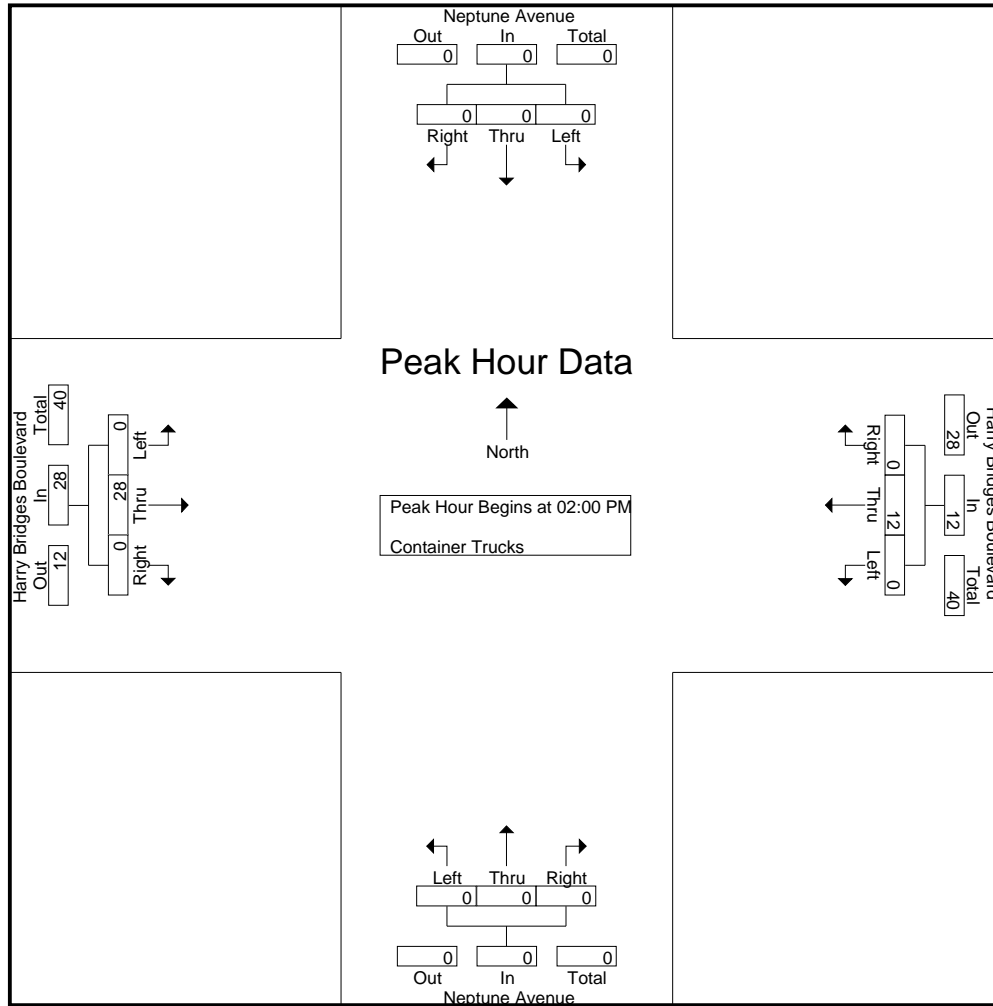 Neptune Avenue
Out In Total
0 0 0
0 0 0
Right Thru Left
Peak Hour Data
North
Peak Hour Begins at 02:00 PM
Container Trucks
Harry Bridges Boulevard
Out In Total
12 28 40
0 28 0
Right Thru Left
Harry Bridges Boulevard
Out In Total
28 12 40
0 12 0
Right Thru Left
Left Thru Right
0 0 0
0 0 0
Out In Total
Neptune Avenue